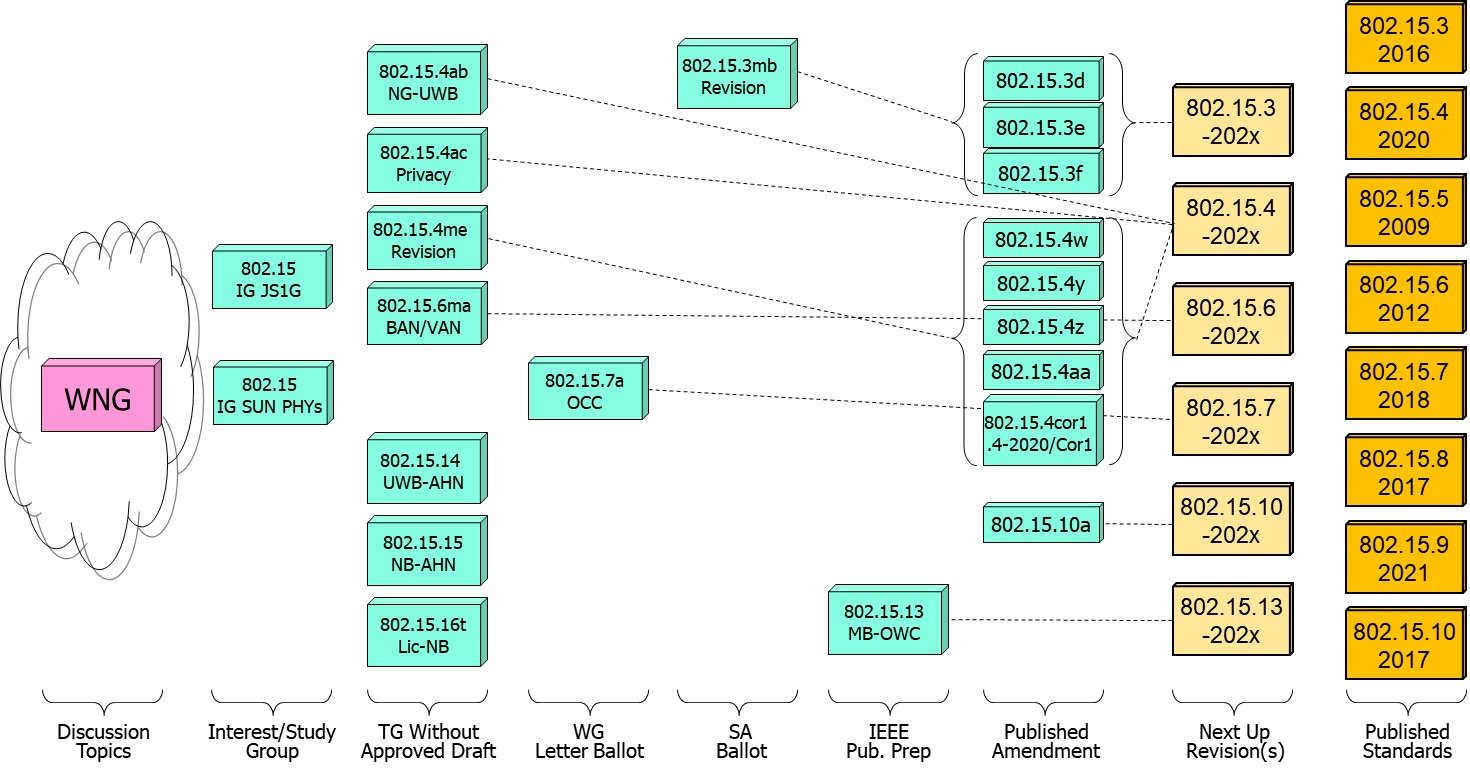 WNG
802.15
IG JS1G
802.15
IG SUN PHYs
802.15.4ab
NG-UWB
802.15.4ac
Privacy
802.15.4me
Revision
802.15.6ma
BAN/VAN
802.15.14
UWB-AHN
802.15.15
NB-AHN
802.15.16t
Lic-NB
802.15.7a
OCC
802.15.3mb
Revision
802.15.13
MB-OWC
802.15.3d
802.15.3e
802.15.3f
802.15.4w
802.15.4y
802.15.4z
802.15.4aa
802.15.4cor1
.4-2020/Cor1
802.15.10a
802.15.3
-202x
802.15.4
-202x
802.15.6
-202x
802.15.7
-202x
802.15.10
-202x
802.15.13
-202x
802.15.3
2016
802.15.4
2020
802.15.5
2009
802.15.6
2012
802.15.7
2018
802.15.8
2017
802.15.9
2021
802.15.10
2017
Discussion
Topics
Interest/Study
Group
TG Without
Approved Draft
WG
Letter Ballot
SA
Ballot
IEEE
Pub. Prep
Published
Amendment
Next Up
Revision(s)
Published
Standards